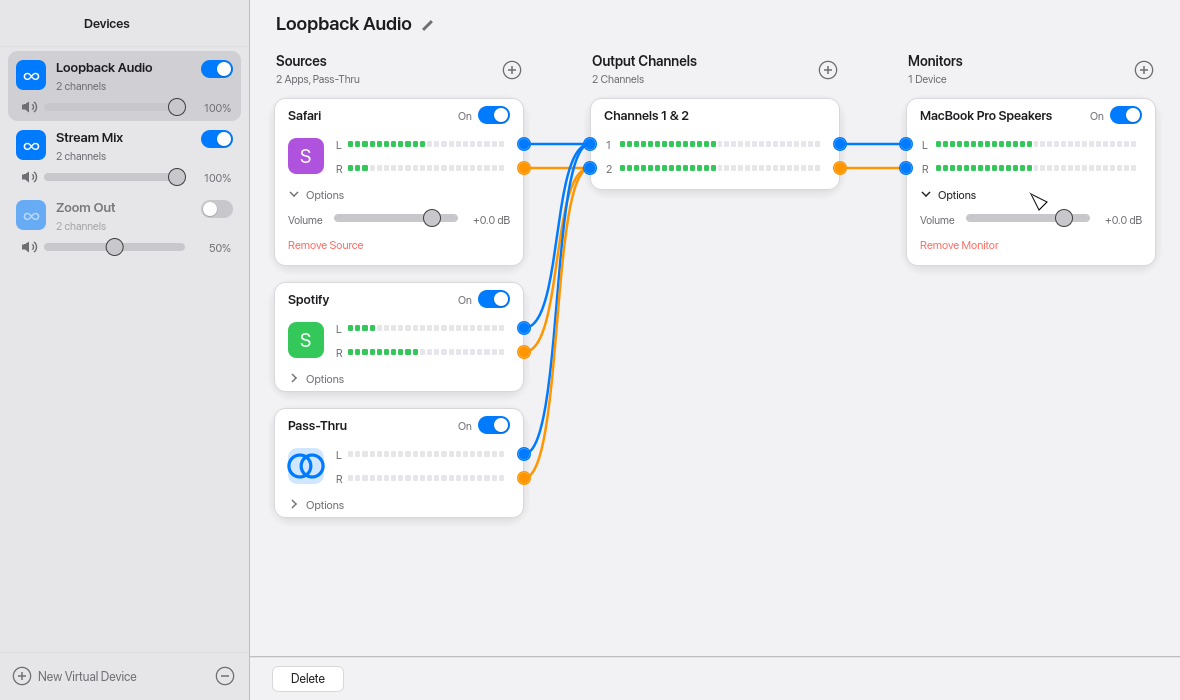 Devices
Loopback Audio
2 channels
100%
Stream Mix
2 channels
100%
Zoom Out
2 channels
50%
New Virtual Device
Loopback Audio
Sources
2 Apps, Pass-Thru
Safari
On
S
L
R
Options
Volume
+0.0 dB
Remove Source
Spotify
On
S
L
R
Options
Pass-Thru
On
L
R
Options
Output Channels
2 Channels
Channels 1 & 2
1
2
Monitors
1 Device
MacBook Pro Speakers
On
L
R
Options
Volume
+0.0 dB
Remove Monitor
Delete